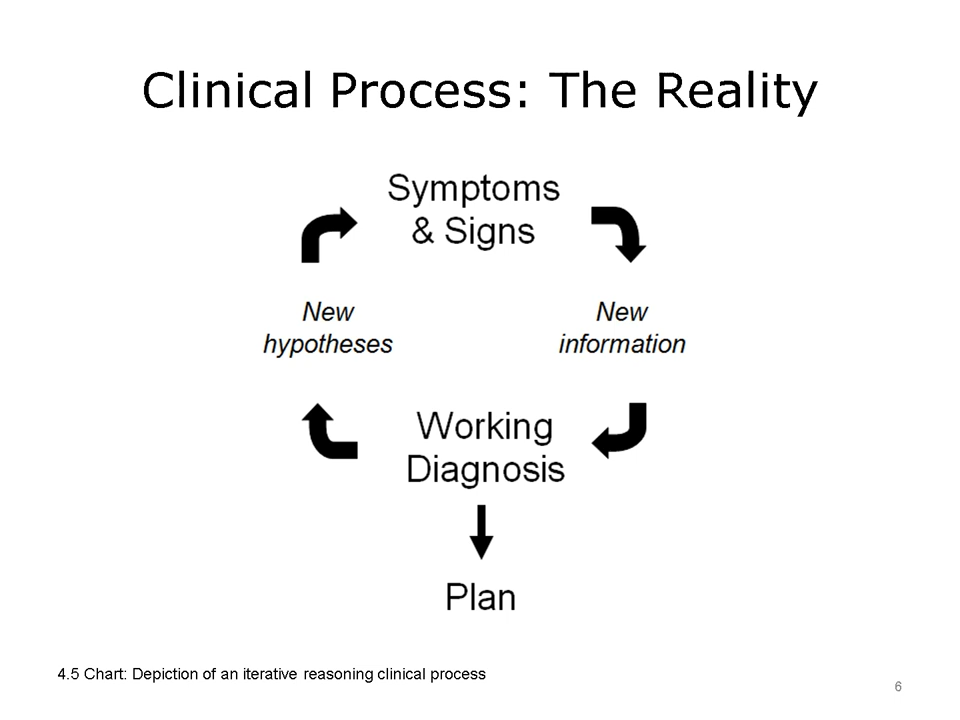 Clinical Process: The Reality
Symptoms
& Signs
New
hypotheses
New
information
Working
Diagnosis
Plan
4.5 Chart: Depiction of an iterative reasoning clinical process
6